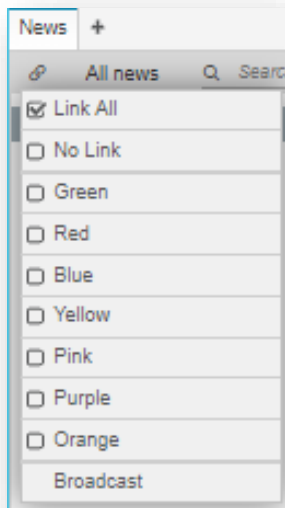 News +
All news Searc
Link All
No Link
Green
Red
Blue
Yellow
Pink
Purple
Orange
Broadcast